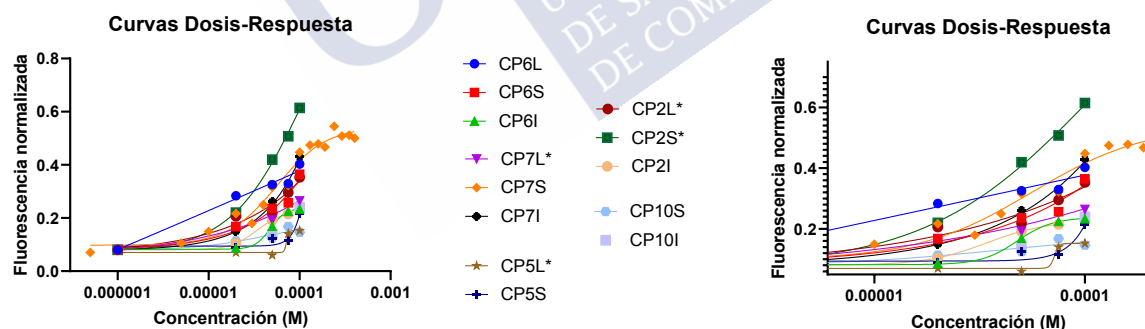 Curvas Dosis-Respuesta
Fluorescencia normalizada
0.8
0.6
0.4
0.2
0.0
0.000001
0.00001
0.0001
0.001
Concentración (M)
CP6L
CP6S
CP6I
CP7L*
CP7S
CP7I
CP5L*
CP5S
CP2L*
CP2S*
CP2I
CP10S
CP10I
DE COM
Curvas Dosis-Respuesta
Fluorescencia normalizada
0.6
0.4
0.2
0.00001
0.0001
Concentración (M)